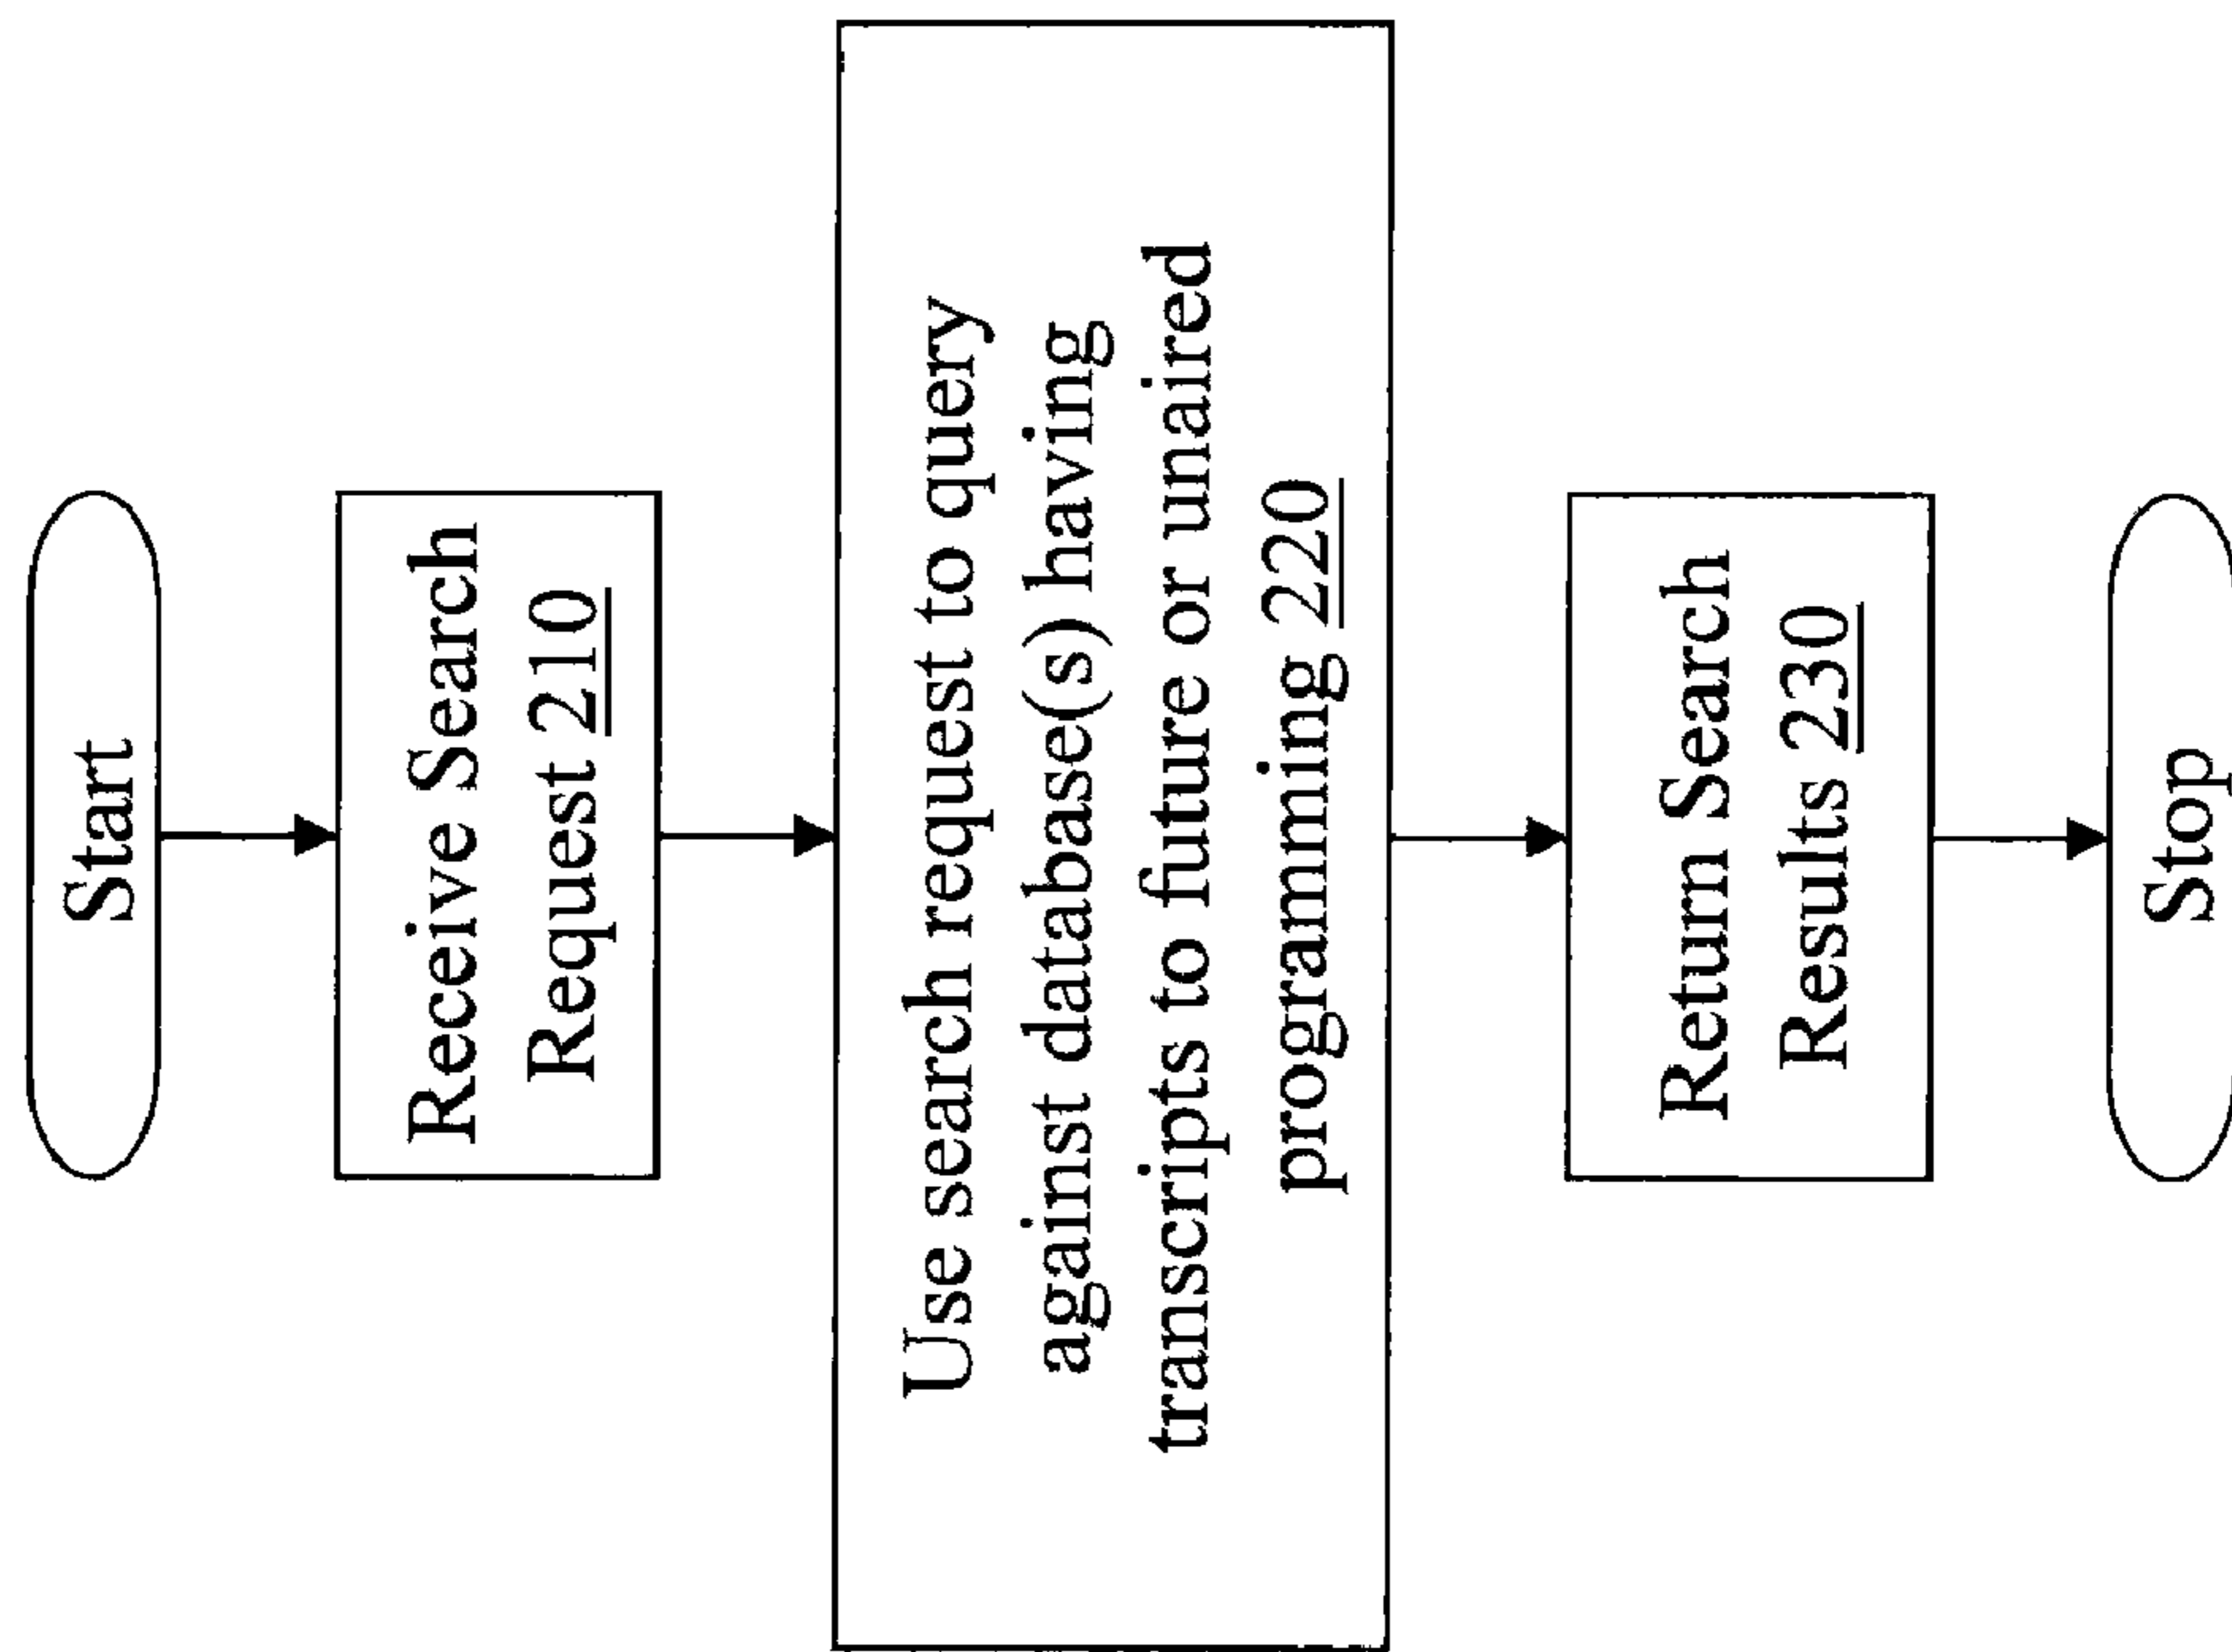 Start
Receive Search
Request 210
Use search request to query
against database(s) having
transcripts to future or unaired
programming 220
Return Search
Results 230
Stop